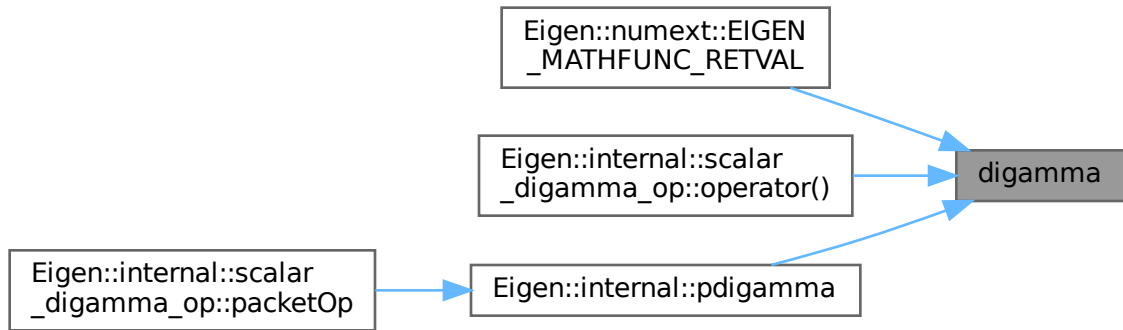 Eigen::numext::EIGEN
_MATHFUNC_RETVAL
Eigen::internal::scalar
_digamma_op::operator()
digamma
Eigen::internal::scalar
_digamma_op::packetOp
Eigen::internal::pdigamma